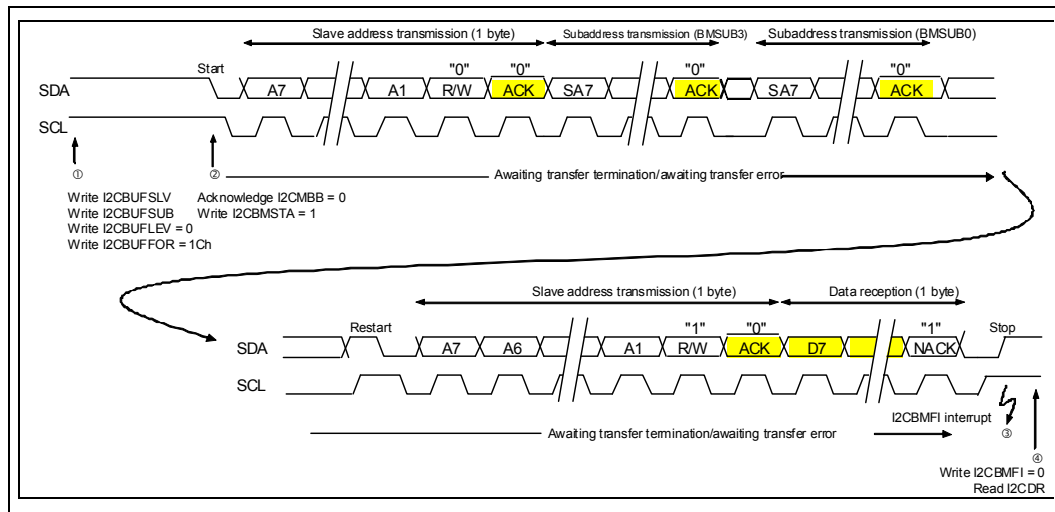 Slave address transmission (1 byte) Subaddress transmission (BMSUB3) Subaddress transmission (BMSUB0)
Start "0" "0" "0" "0"
SDA A7 A1 R/W ACK SA7 ACK SA7 ACK
SCL
① ② Awaiting transfer termination/awaiting transfer error
Write I2CBUFSLV Acknowledge I2CMBB = 0
Write I2CBUFSUB Write I2CBMSTA = 1
Write I2CBUFLEV = 0
Write I2CBUFFOR = 1Ch
Slave address transmission (1 byte) Data reception (1 byte)
Restart "1" "0" "1" Stop
SDA A7 A6 A1 R/W ACK D7 NACK
SCL
I2CBMFI interrupt
Awaiting transfer termination/awaiting transfer error ③
④
Write I2CBMFI = 0
Read I2CDR